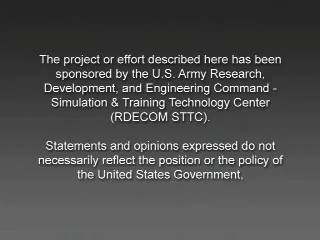 The project or effort described here has been
sponsored by the U.S. Army Research,
Development, and Engineering Command -
Simulation & Training Technology Center
(RDECOM STTC).
Statements and opinions expressed do not
necessarily reflect the position or the policy of
the United States Government,